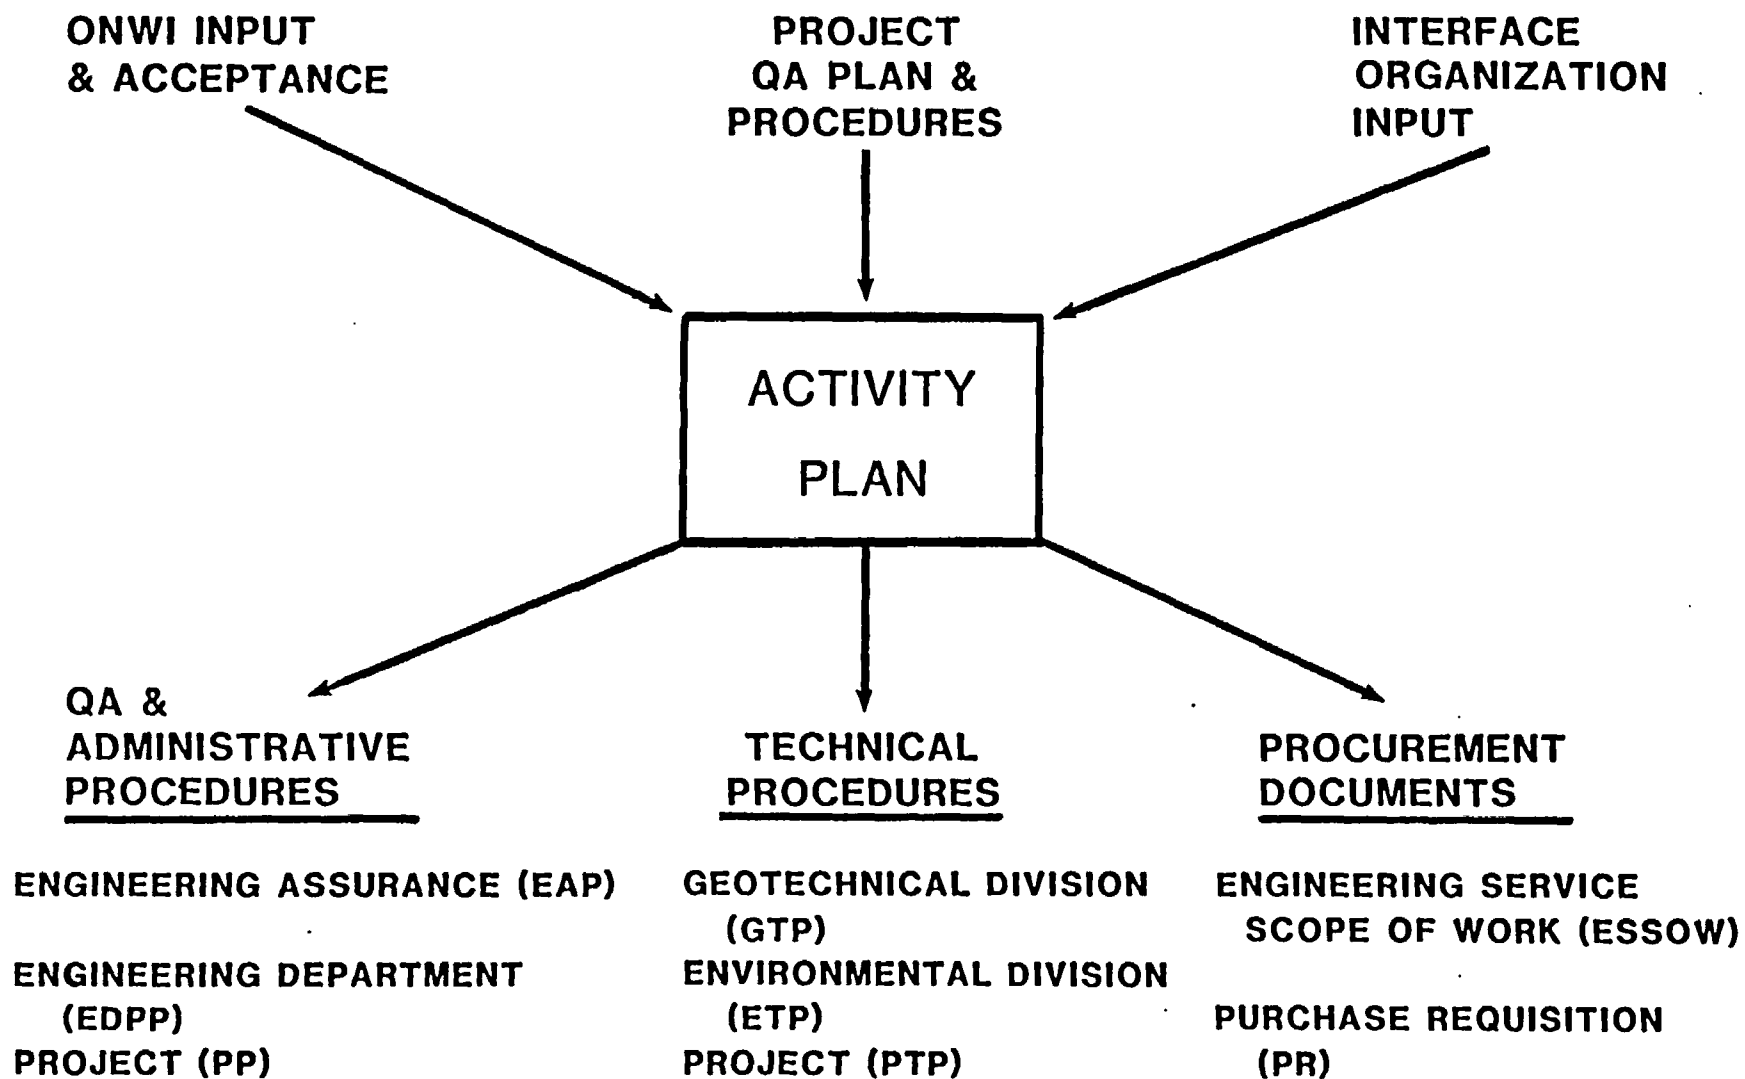 ONWI INPUT
& ACCEPTANCE
PROJECT
QA PLAN &
PROCEDURES
INTERFACE
ORGANIZATION
INPUT
ACTIVITY
PLAN
QA &
ADMINISTRATIVE
PROCEDURES
ENGINEERING ASSURANCE (EAP)
ENGINEERING DEPARTMENT
(EDPP)
PROJECT (PP)
TECHNICAL
PROCEDURES
GEOTECHNICAL DIVISION
(GTP)
ENVIRONMENTAL DIVISION
(ETP)
PROJECT (PTP)
PROCUREMENT
DOCUMENTS
ENGINEERING SERVICE
SCOPE OF WORK (ESSOW)
PURCHASE REQUISITION
(PR)